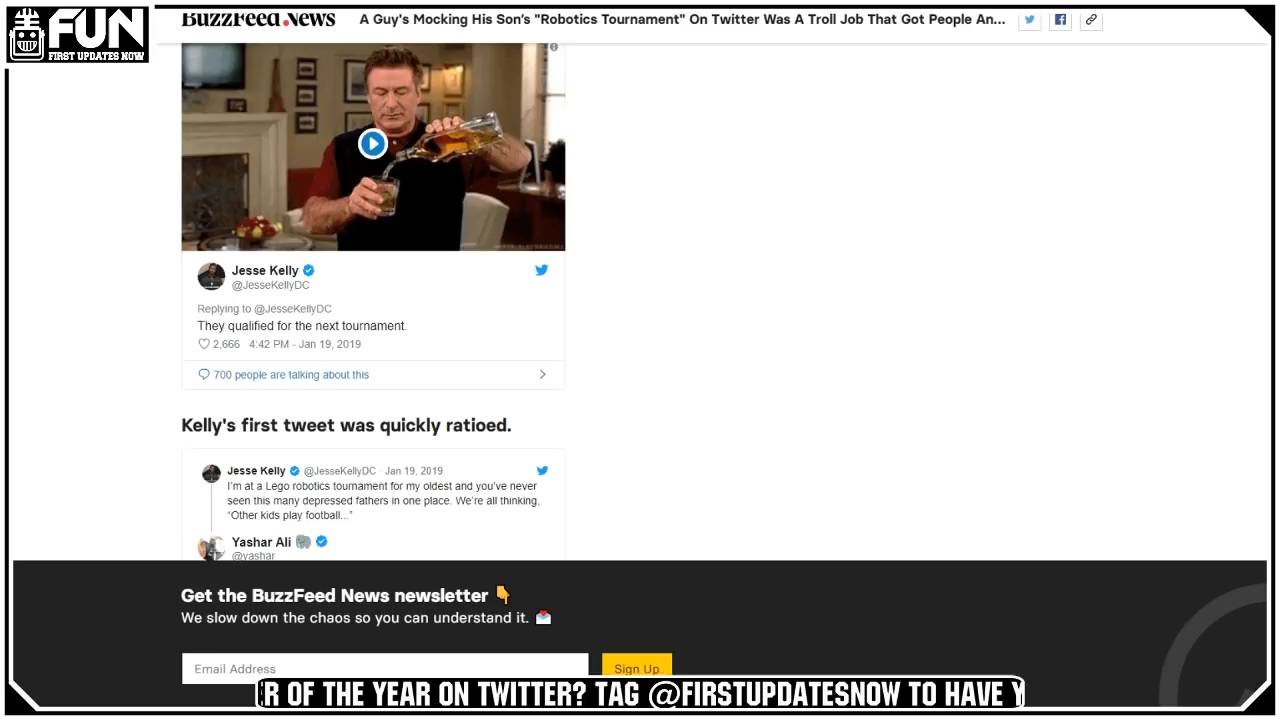 FUN
FIRST UPDATES NOW
BuzzFeed News
A Guy's Mocking His Son’s "Robotics Tournament" On Twitter Was A Troll Job That Got People An...
Jesse Kelly
@JesseKellyDC
Replying to @JesseKellyDC
They qualified for the next tournament.
2,666 4:42 PM - Jan 19, 2019
700 people are talking about this
Kelly's first tweet was quickly ratioed.
Jesse Kelly @JesseKellyDC · Jan 19, 2019
I’m at a Lego robotics tournament for my oldest and you’ve never
seen this many depressed fathers in one place. We’re all thinking,
“Other kids play football...”
Yashar Ali 🐘
@yashar
Get the BuzzFeed News newsletter 👇
We slow down the chaos so you can understand it. 💌
Email Address
Sign Up
ER OF THE YEAR ON TWITTER? TAG @FIRSTUPDATESNOW TO HAVE Y